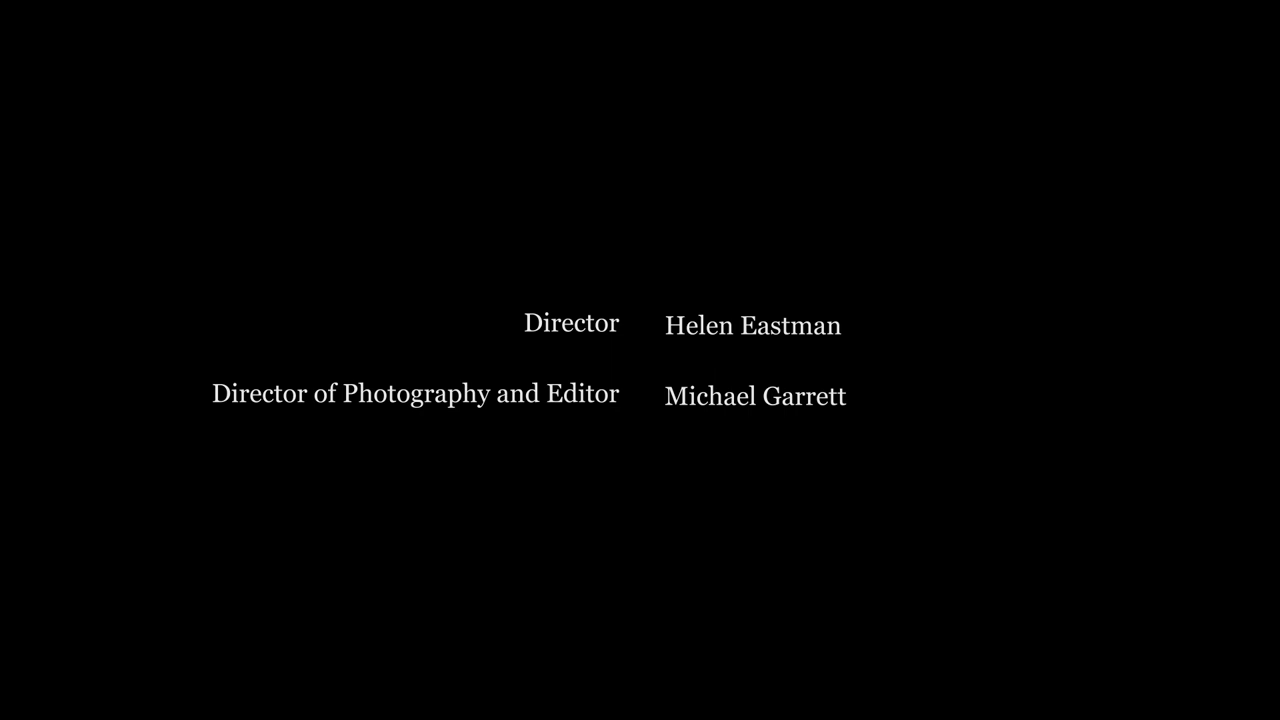 Director Helen Eastman
Director of Photography and Editor Michael Garrett